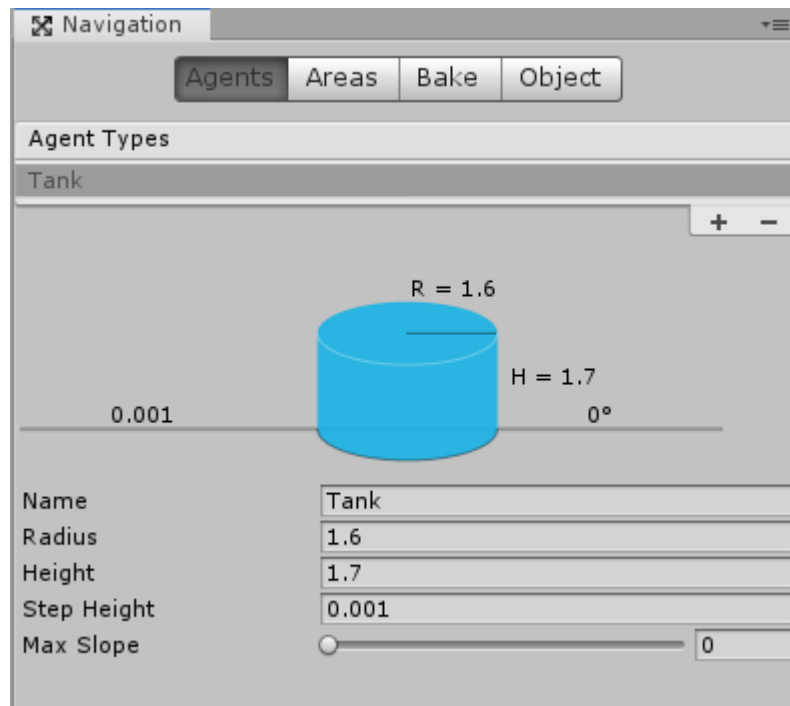 Navigation
Agents Areas Bake Object
Agent Types
Tank
+ −
R = 1.6
H = 1.7
0.001 0°
Name Tank
Radius 1.6
Height 1.7
Step Height 0.001
Max Slope 0